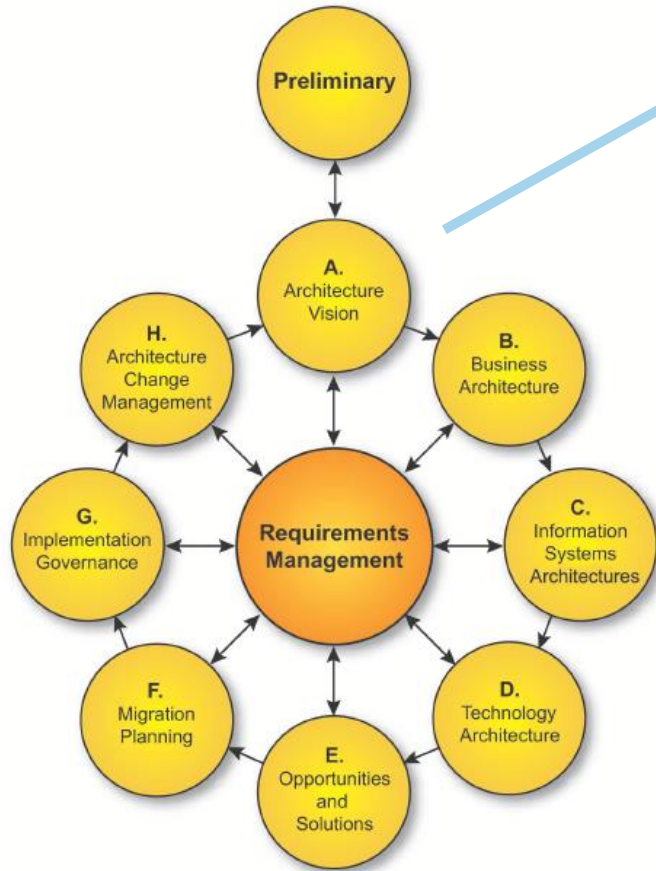 Preliminary
A.
Architecture
Vision
B.
Business
Architecture
C.
Information
Systems
Architectures
D.
Technology
Architecture
E.
Opportunities
and
Solutions
F.
Migration
Planning
G.
Implementation
Governance
H.
Architecture
Change
Management
Requirements
Management